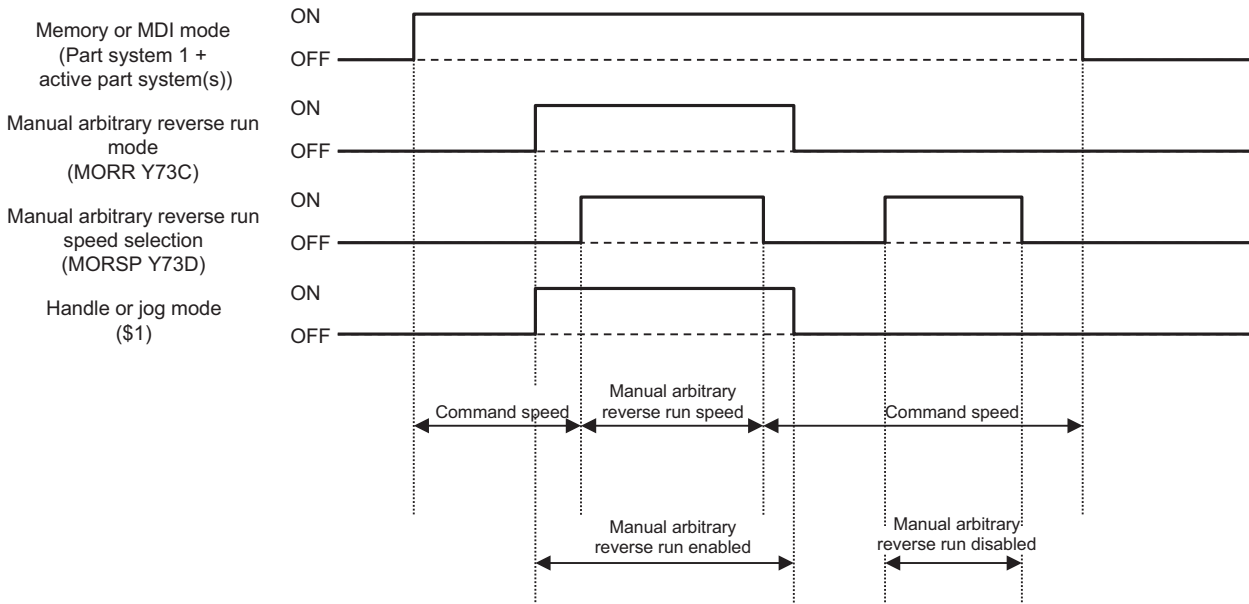 Memory or MDI mode
(Part system 1 +
active part system(s))
ON
OFF
Manual arbitrary reverse run
mode
(MORR Y73C)
ON
OFF
Manual arbitrary reverse run
speed selection
(MORSP Y73D)
ON
OFF
Handle or jog mode
($1)
ON
OFF
Command speed
Manual arbitrary
reverse run speed
Command speed
Manual arbitrary
reverse run enabled
Manual arbitrary
reverse run disabled